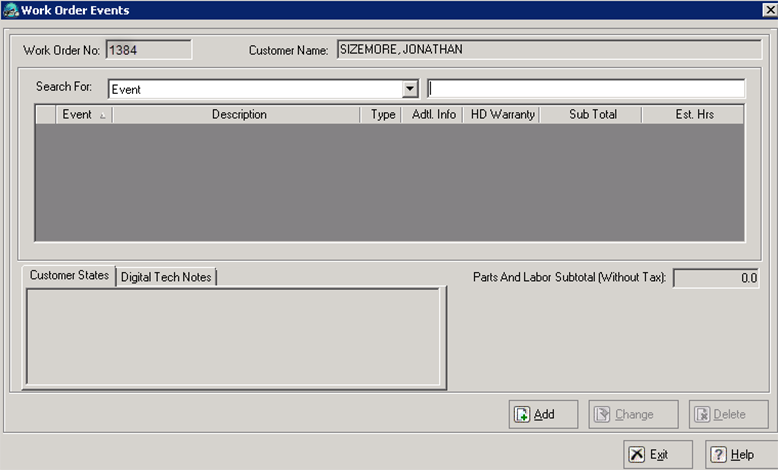 Work Order Events
Work Order No: 1384 Customer Name: SIZEMORE, JONATHAN
Search For: Event
Event Description Type Adtl. Info HD Warranty Sub Total Est. Hrs
Customer States Digital Tech Notes Parts And Labor Subtotal (Without Tax): 0.0
Add Change Delete
Exit Help